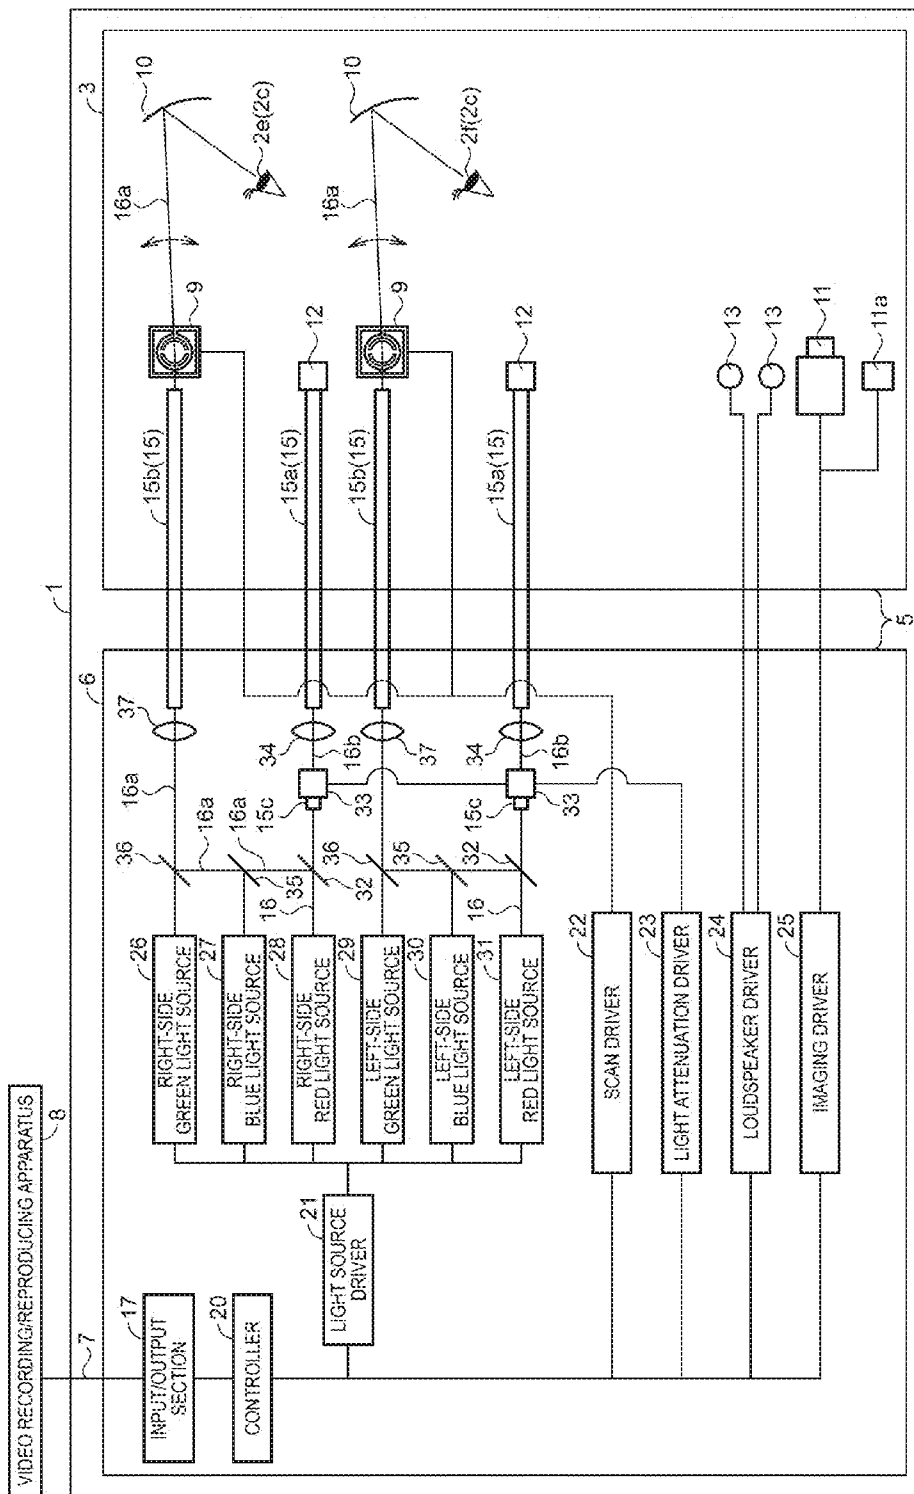 VIDEO RECORDING/REPRODUCING APPARATUS
8
7
1
6
3
5
17
INPUT/OUTPUT
SECTION
20
CONTROLLER
21
LIGHT SOURCE
DRIVER
26
RIGHT-SIDE
GREEN LIGHT SOURCE
27
RIGHT-SIDE
BLUE LIGHT SOURCE
28
RIGHT-SIDE
RED LIGHT SOURCE
29
LEFT-SIDE
GREEN LIGHT SOURCE
30
LEFT-SIDE
BLUE LIGHT SOURCE
31
LEFT-SIDE
RED LIGHT SOURCE
22
SCAN DRIVER
23
LIGHT ATTENUATION DRIVER
24
LOUDSPEAKER DRIVER
25
IMAGING DRIVER
36
16a
37
16a
35
16a
16
32
15c
33
34
16b
36
37
35
16
32
15c
33
34
16b
15b(15)
15a(15)
15b(15)
15a(15)
9
12
9
12
16a
10
2e(2c)
16a
10
2f(2c)
13
13
11
11a